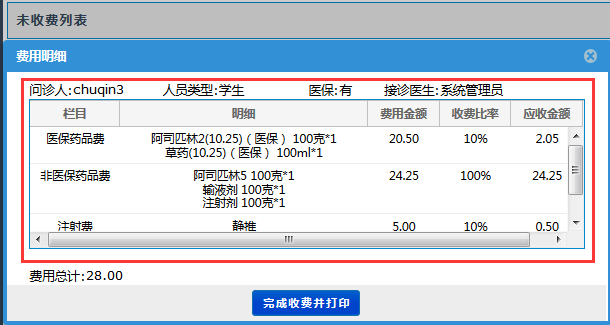 未收费列表
费用明细
问诊人:chuqin3 人员类型:学生 医保:有 接诊医生:系统管理员
栏目 明细 费用金额 收费比率 应收金额
医保药品费 阿司匹林2(10.25)（医保） 100克*1 20.50 10% 2.05
草药(10.25)（医保） 100ml*1
非医保药品费 阿司匹林5 100克*1 24.25 100% 24.25
输液剂 100克*1
注射剂 100克*1
注射费 静推 5.00 10% 0.50
费用总计:28.00
完成收费并打印